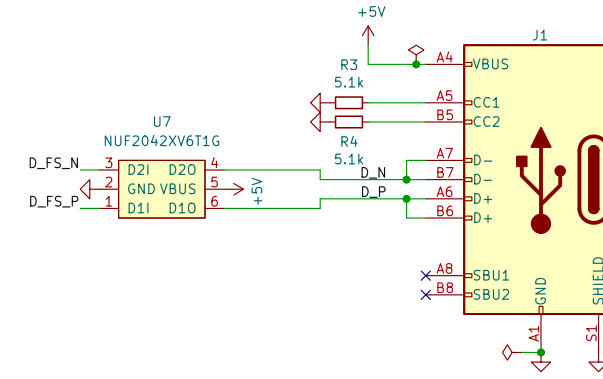 +5V
J1
R3
5.1k
A4
VBUS
A5
CC1
B5
CC2
R4
5.1k
U7
NUF2042XV6T1G
D_FS_N
3
D2I
D2O
4
2
GND
VBUS
5
+5V
D_FS_P
1
D1I
D1O
6
D_N
D_P
A7
D-
B7
D-
A6
D+
B6
D+
A8
SBU1
B8
SBU2
GND
SHIELD
A1
S1